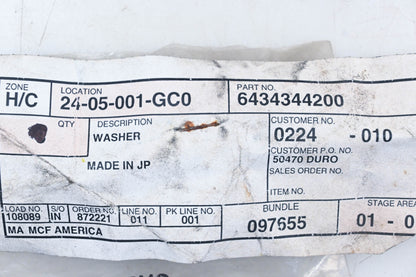 ZONE LOCATION PART NO.
H/C 24-05-001-GC0 6434344200
QTY DESCRIPTION CUSTOMER NO.
WASHER 0224 -010
CUSTOMER P.O. NO.
MADE IN JP 50470 DURO
SALES ORDER NO.
ITEM NO.
LOAD NO. S/O ORDER NO. LINE NO. PK LINE NO. BUNDLE STAGE AREA
108089 IN 872221 011 001 097655 01 - 0
MA MCF AMERICA